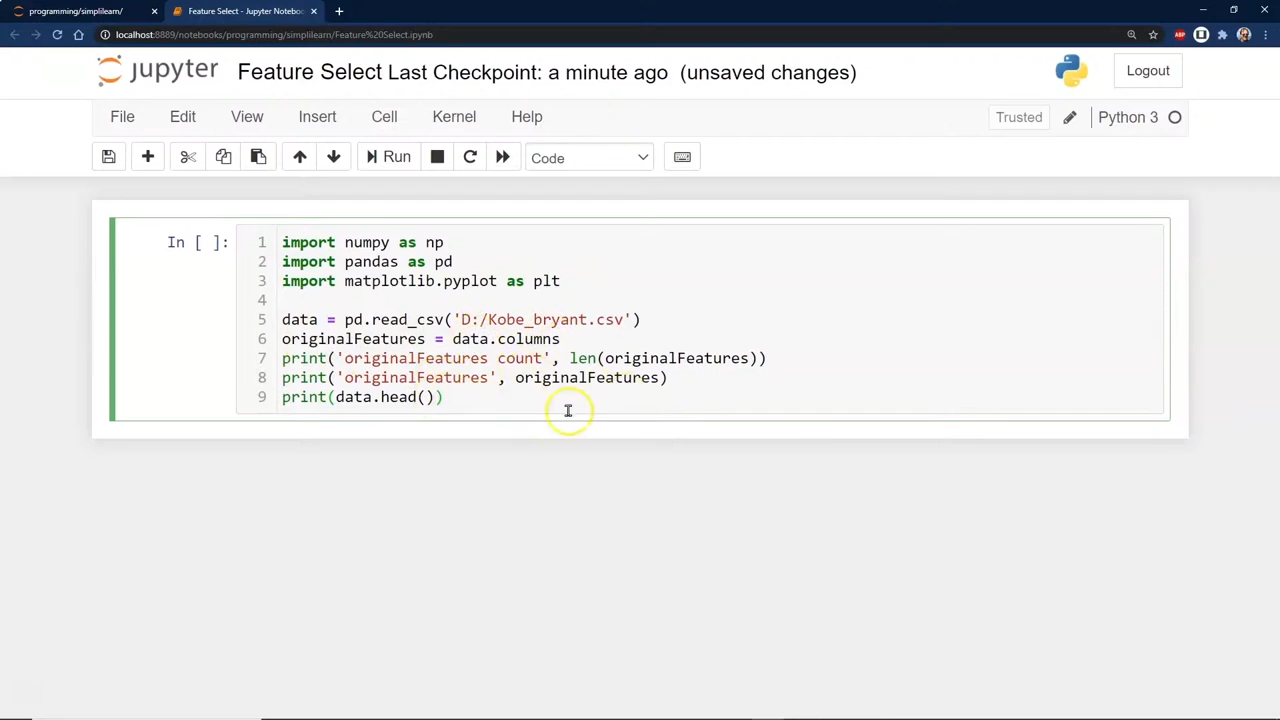 programming/simplilearn/
Feature Select - Jupyter Noteboo
localhost:8889/notebooks/programming/simplilearn/Feature%20Select.ipynb
ABP
jupyter Feature Select Last Checkpoint: a minute ago (unsaved changes) Logout
File Edit View Insert Cell Kernel Help Trusted Python 3
Run Code
In [ ]: 1 import numpy as np
2 import pandas as pd
3 import matplotlib.pyplot as plt
4
5 data = pd.read_csv('D:/Kobe_bryant.csv')
6 originalFeatures = data.columns
7 print('originalFeatures count', len(originalFeatures))
8 print('originalFeatures', originalFeatures)
9 print(data.head())